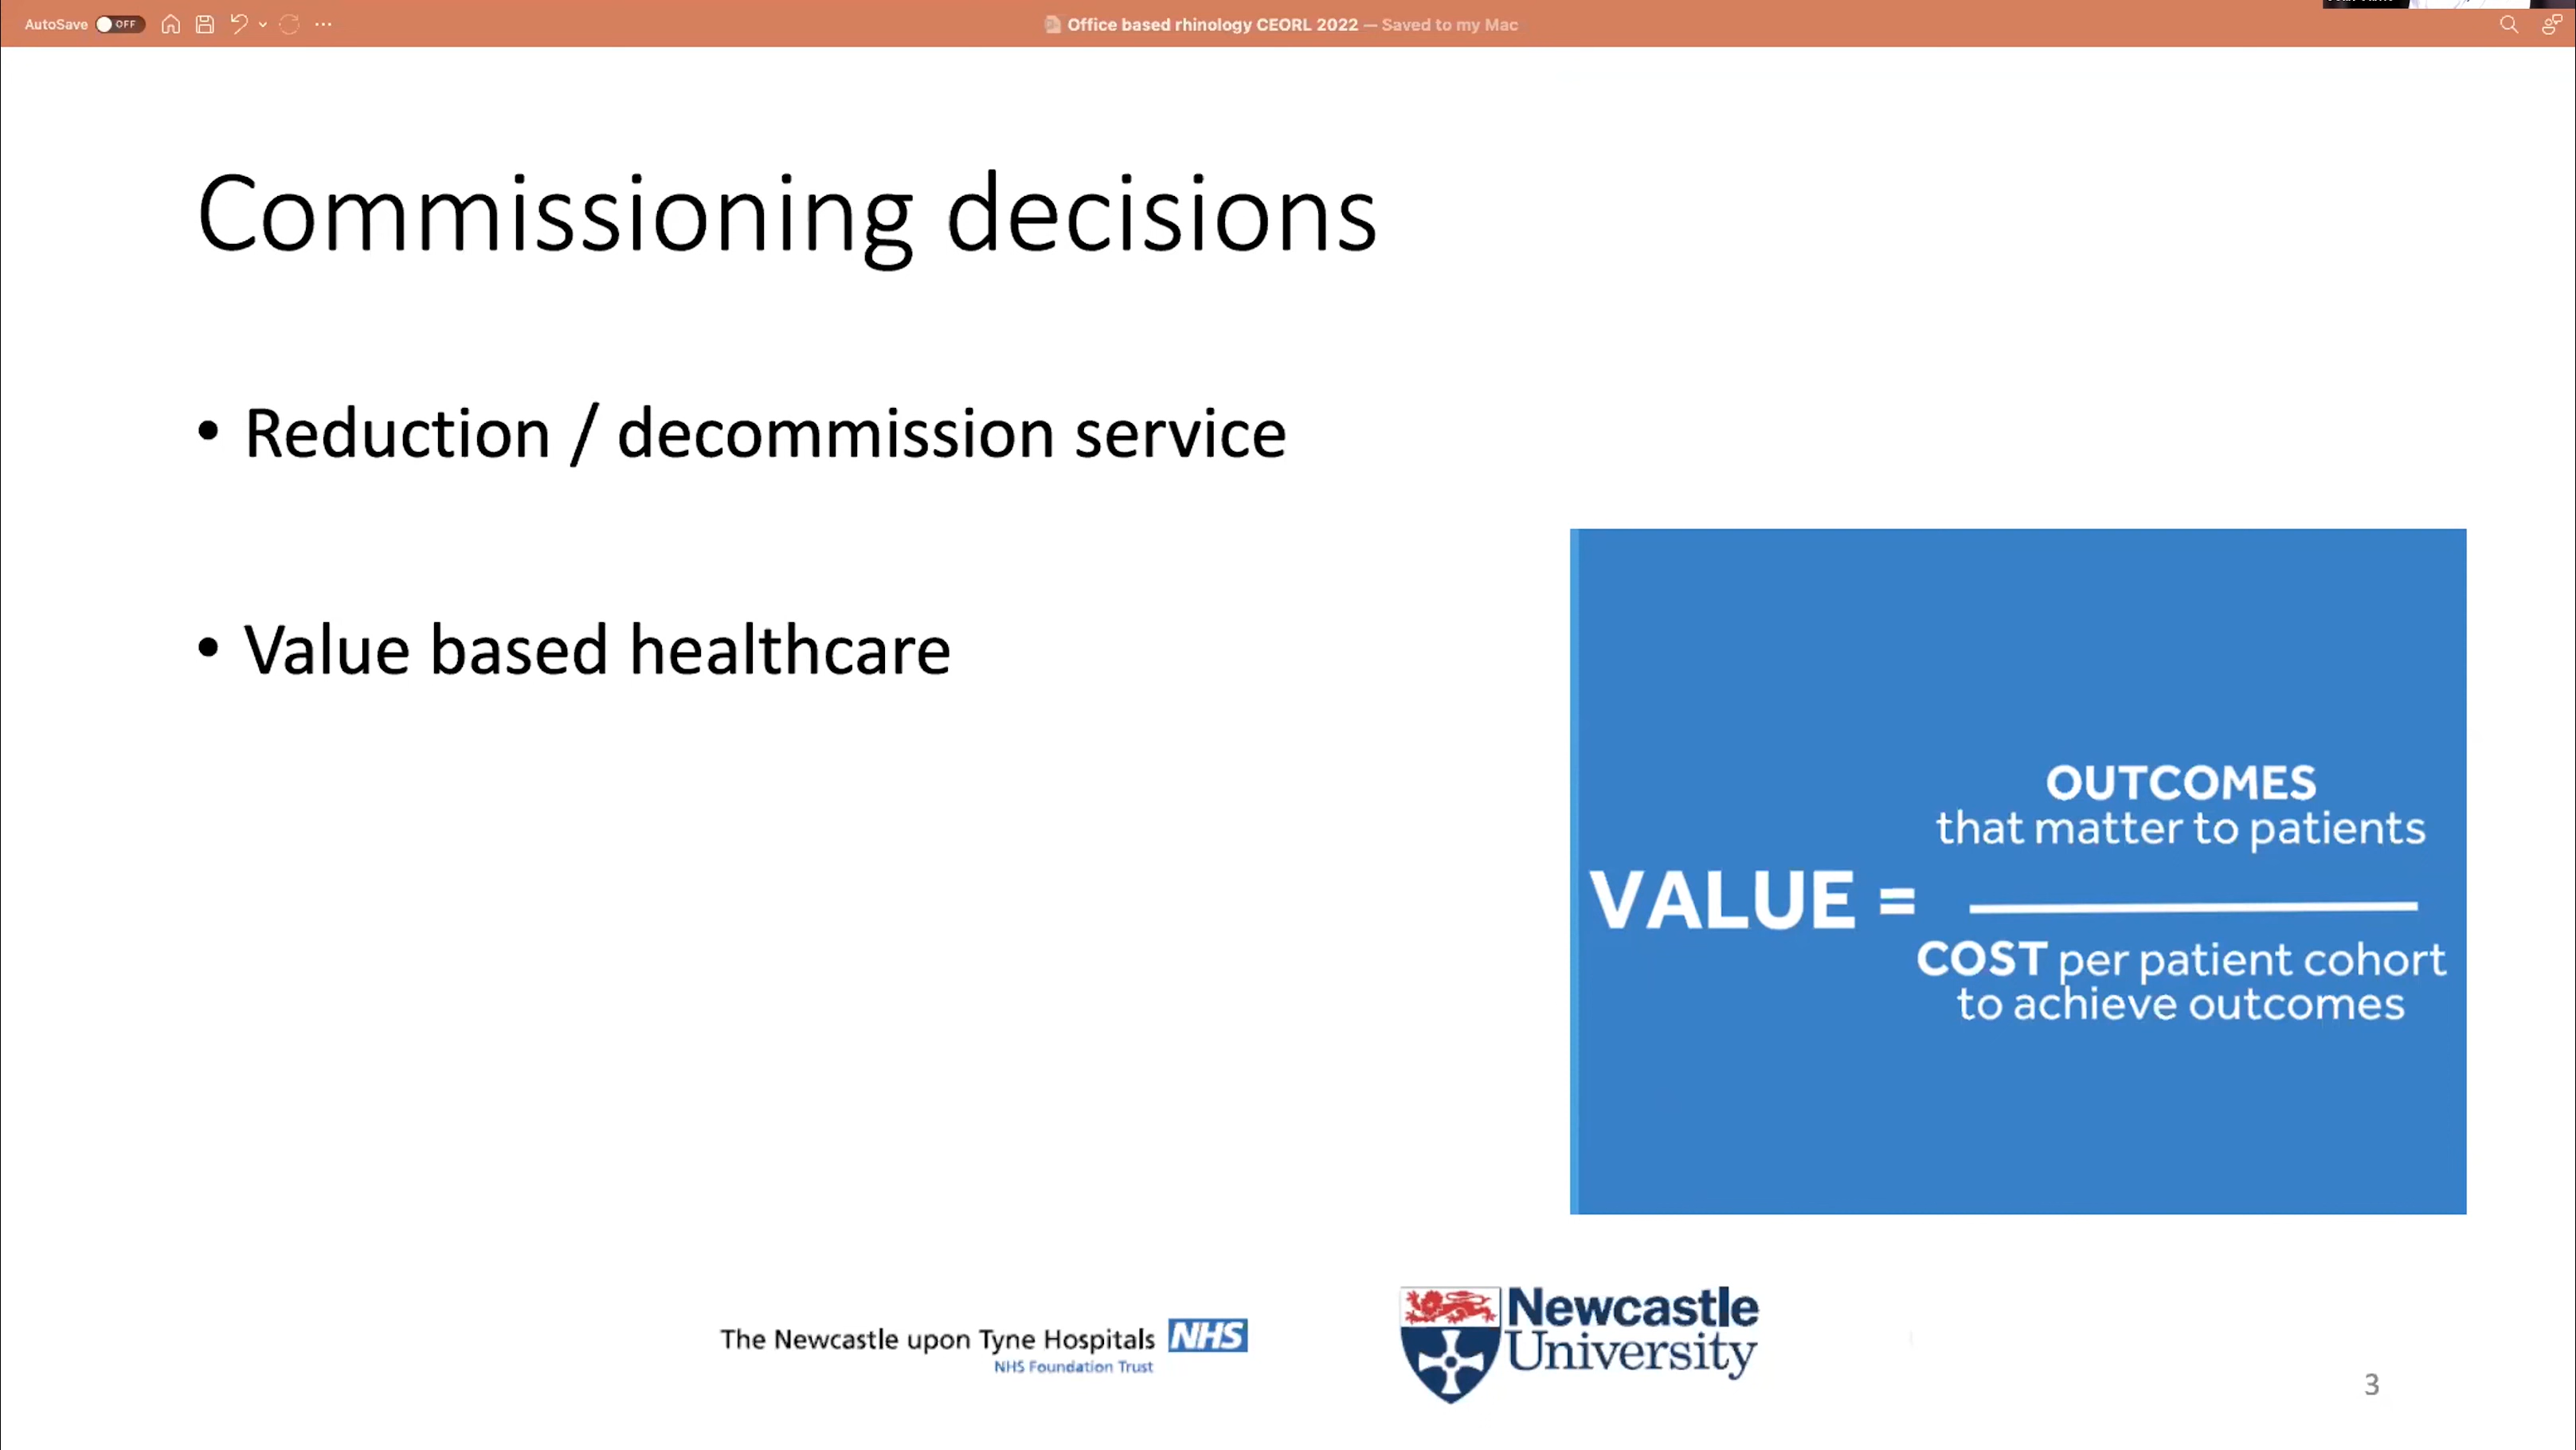 AutoSave OFF
Office based rhinology CEORL 2022 — Saved to my Mac
Commissioning decisions
• Reduction / decommission service
• Value based healthcare
OUTCOMES
that matter to patients
VALUE =
COST per patient cohort
to achieve outcomes
The Newcastle upon Tyne Hospitals NHS
NHS Foundation Trust
Newcastle
University
3